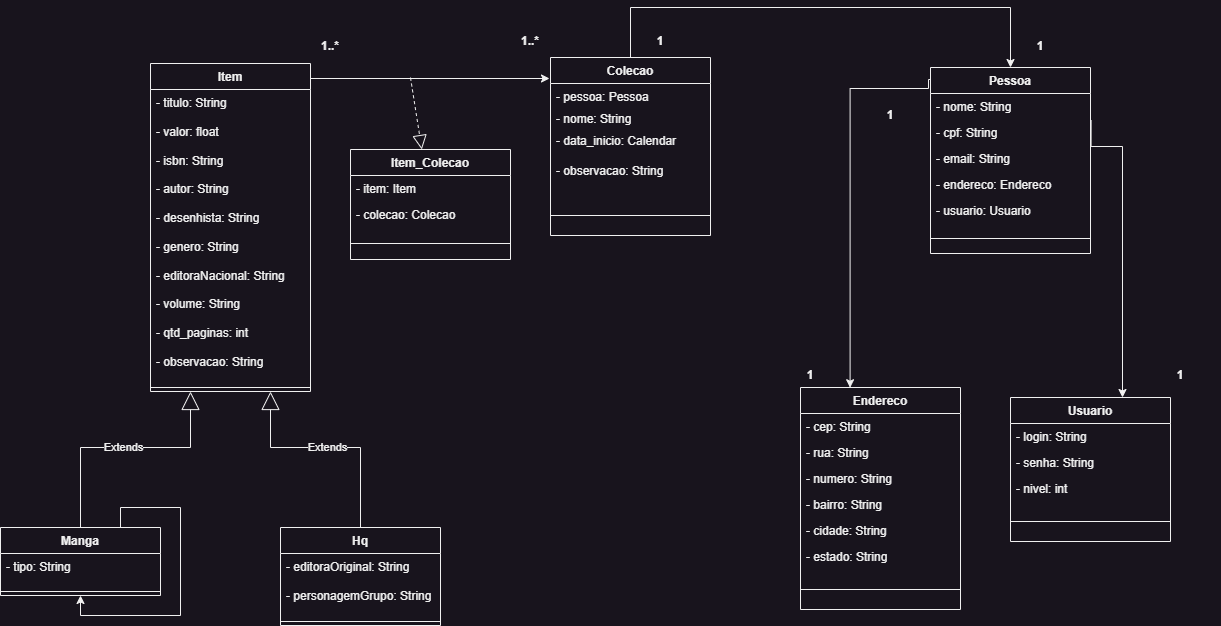 1..*
1..*
1
1
Item
- titulo: String
- valor: float
- isbn: String
- autor: String
- desenhista: String
- genero: String
- editoraNacional: String
- volume: String
- qtd_paginas: int
- observacao: String
Item_Colecao
- item: Item
- colecao: Colecao
Colecao
- pessoa: Pessoa
- nome: String
- data_inicio: Calendar
- observacao: String
Pessoa
- nome: String
- cpf: String
- email: String
- endereco: Endereco
- usuario: Usuario
1
1
1
Extends
Extends
Manga
- tipo: String
Hq
- editoraOriginal: String
- personagemGrupo: String
Endereco
- cep: String
- rua: String
- numero: String
- bairro: String
- cidade: String
- estado: String
Usuario
- login: String
- senha: String
- nivel: int